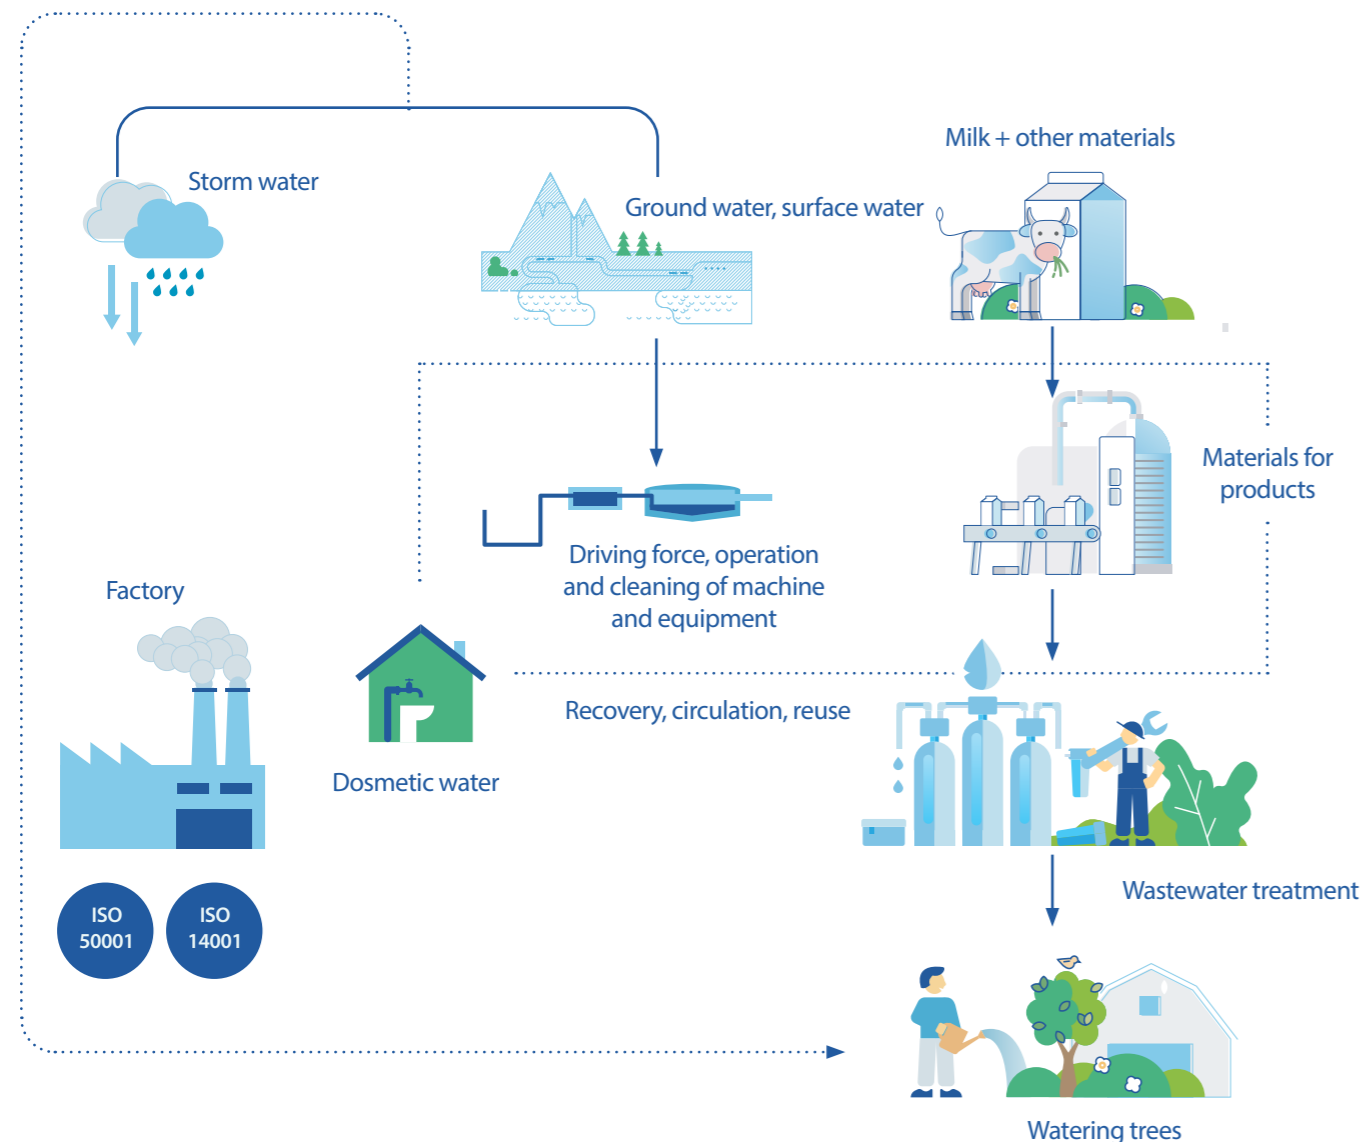 Milk + other materials
Storm water
Ground water, surface water
Materials for
products
Driving force, operation
and cleaning of machine
and equipment
Factory
Recovery, circulation, reuse
Dosmetic water
Wastewater treatment
ISO
50001
ISO
14001
Watering trees